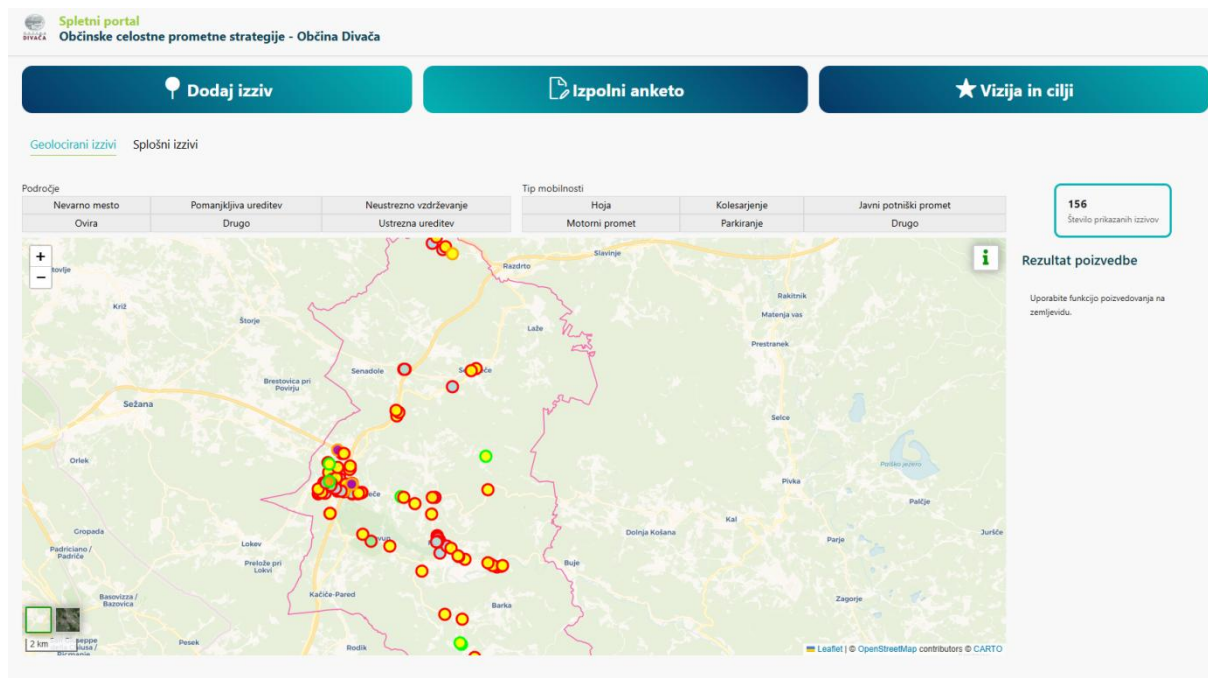 Spletni portal
Občinske celostne prometne strategije - Občina Divača
DIVAČA
Dodaj izziv
Izpolni anketo
Vizija in cilji
Geolocirani izzivi
Splošni izzivi
Področje
Nevarno mesto
Pomanjkljiva ureditev
Neustrezno vzdrževanje
Ovira
Drugo
Ustrezna ureditev
Tip mobilnosti
Hoja
Kolesarjenje
Javni potniški promet
Motorni promet
Parkiranje
Drugo
156
Število prikazanih izzivov
Rezultat poizvedbe
Uporabite funkcijo poizvedovanja na
zemljevidu.
+
−
i
Razdrto
Slavinje
Križ
Štorje
Rakitnik
Matenja vas
Laže
Prestranek
Senadole
Brestovica pri
Povirju
Sežana
Selce
Orlek
Petelinjsko jezero
Pivka
Palčje
Gropada
Kal
Dolnja Košana
Jurišče
Padriciano /
Padriče
Lokev
Parje
Prelože pri
Lokvi
Buje
Basovizza /
Bazovica
Kačiče-Pared
Barka
Zagorje
Pesek
Rodik
2 km
Leaflet | © OpenStreetMap contributors © CARTO